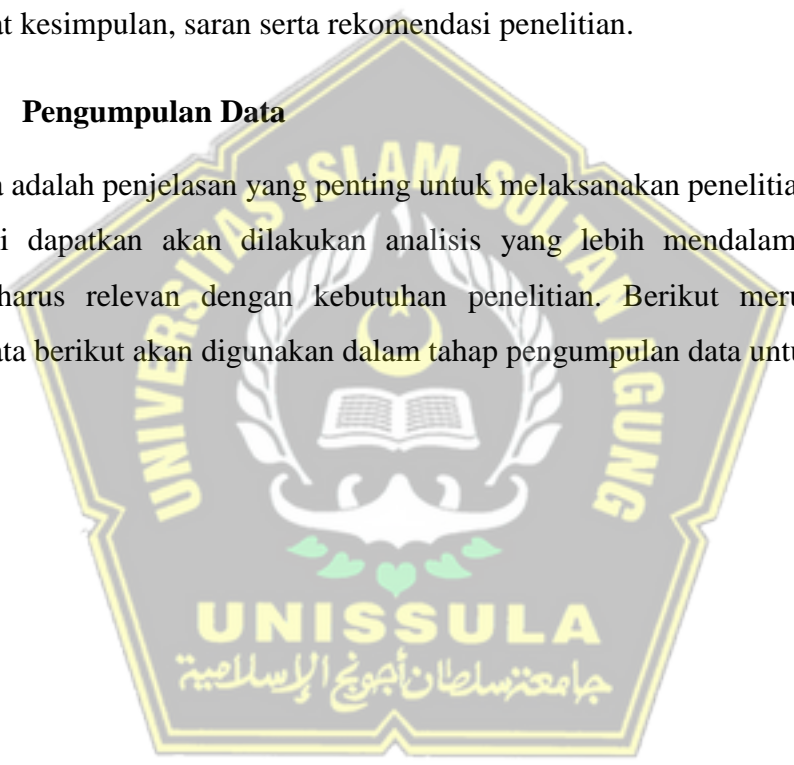 at kesimpulan, saran serta rekomendasi penelitian.
Pengumpulan Data
a adalah penjelasan yang penting untuk melaksanakan penelitia
i dapatkan akan dilakukan analisis yang lebih mendalam
harus relevan dengan kebutuhan penelitian. Berikut meru
ata berikut akan digunakan dalam tahap pengumpulan data untu
UNIVERSITAS ISLAM SULTAN AGUNG
UNISSULA
جامعة سلطان أجونج الإسلامية